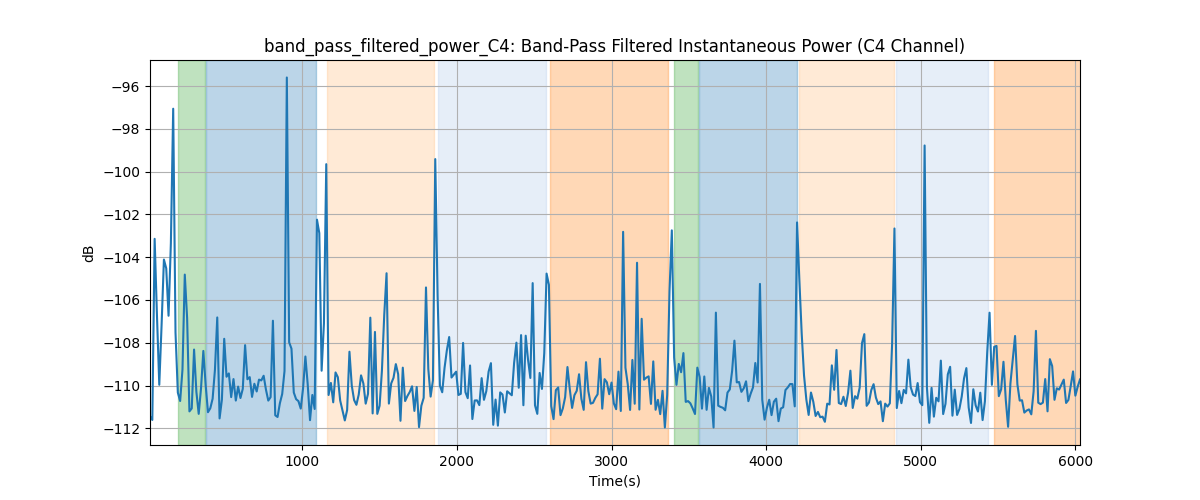 band_pass_filtered_power_C4: Band-Pass Filtered Instantaneous Power (C4 Channel)
−96
−98
−100
−102
−104
−106
−108
−110
−112
dB
1000 2000 3000 4000 5000 6000
Time(s)